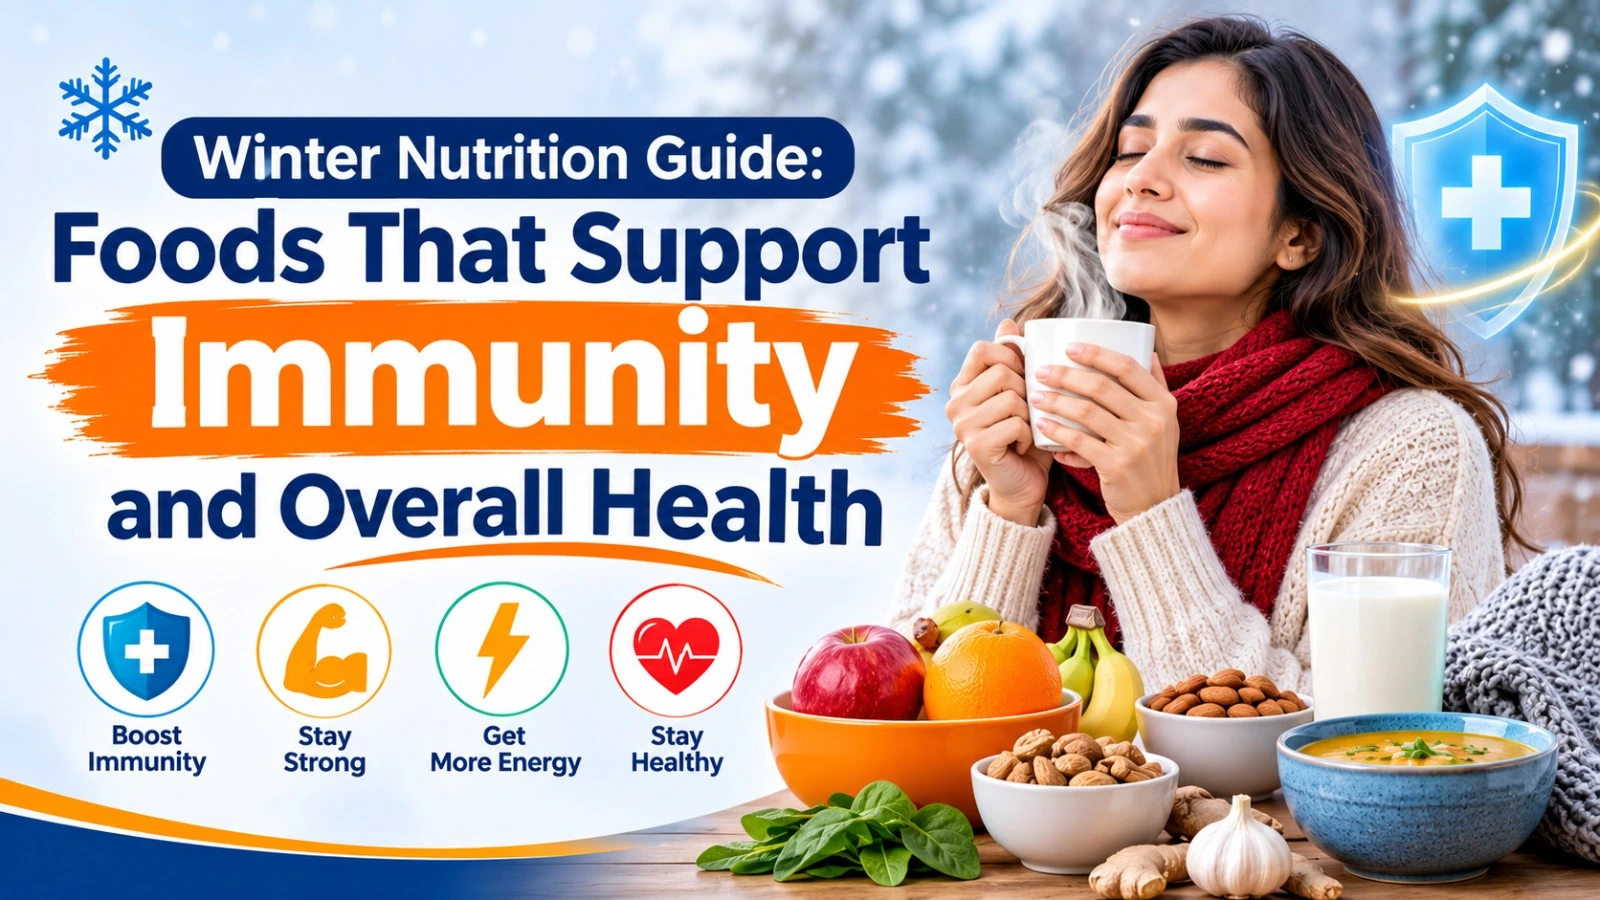 Winter Nutrition Guide:
Foods That Support
Immunity
and Overall Health
Boost
Immunity
Stay
Strong
Get
More Energy
Stay
Healthy